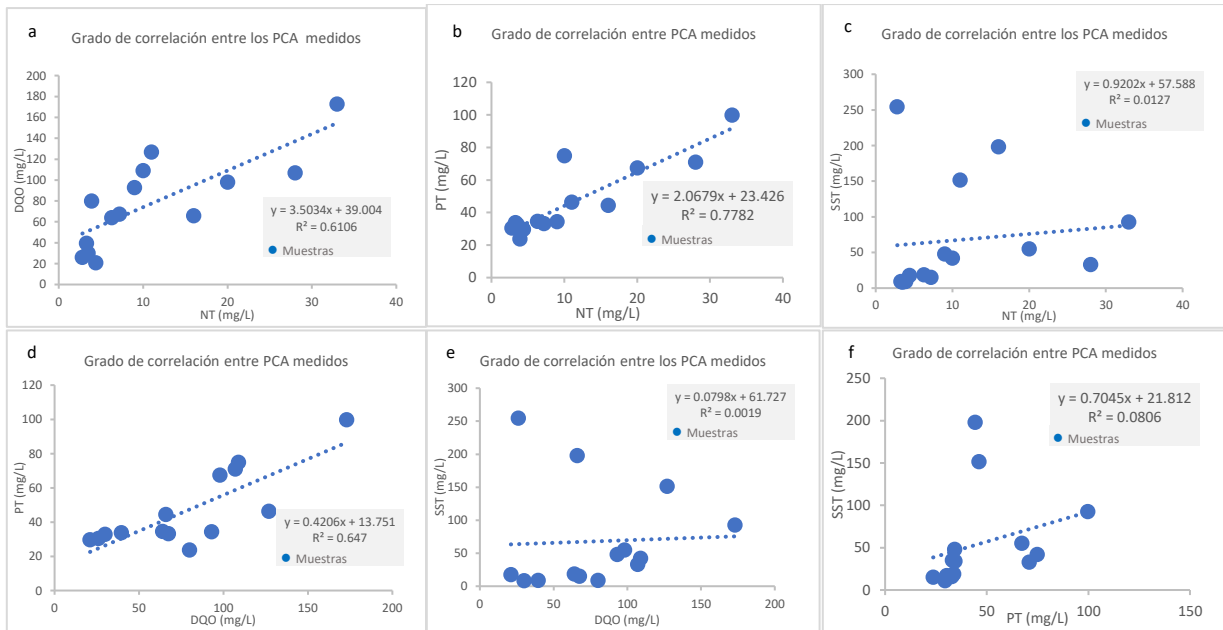 a
Grado de correlación entre los PCA medidos
200
180
160
140
120
100
80
60
40
20
0
DQO (mg/L)
0 10 20 30 40
NT (mg/L)
y = 3.5034x + 39.004
R² = 0.6106
Muestras
b
Grado de correlación entre PCA medidos
120
100
80
60
40
20
0
PT (mg/L)
0 10 20 30 40
NT (mg/L)
y = 2.0679x + 23.426
R² = 0.7782
Muestras
c
Grado de correlación entre los PCA medidos
300
250
200
150
100
50
0
SST (mg/L)
0 10 20 30 40
NT (mg/L)
y = 0.9202x + 57.588
R² = 0.0127
Muestras
d
Grado de correlación entre PCA medidos
120
100
80
60
40
20
0
PT (mg/L)
0 50 100 150 200
DQO (mg/L)
y = 0.4206x + 13.751
R² = 0.647
Muestras
e
Grado de correlación entre los PCA medidos
300
250
200
150
100
50
0
SST (mg/L)
0 50 100 150 200
DQO (mg/L)
y = 0.0798x + 61.727
R² = 0.0019
Muestras
f
Grado de correlación entre PCA medidos
250
200
150
100
50
0
SST (mg/L)
0 50 100 150
PT (mg/L)
y = 0.7045x + 21.812
R² = 0.0806
Muestras